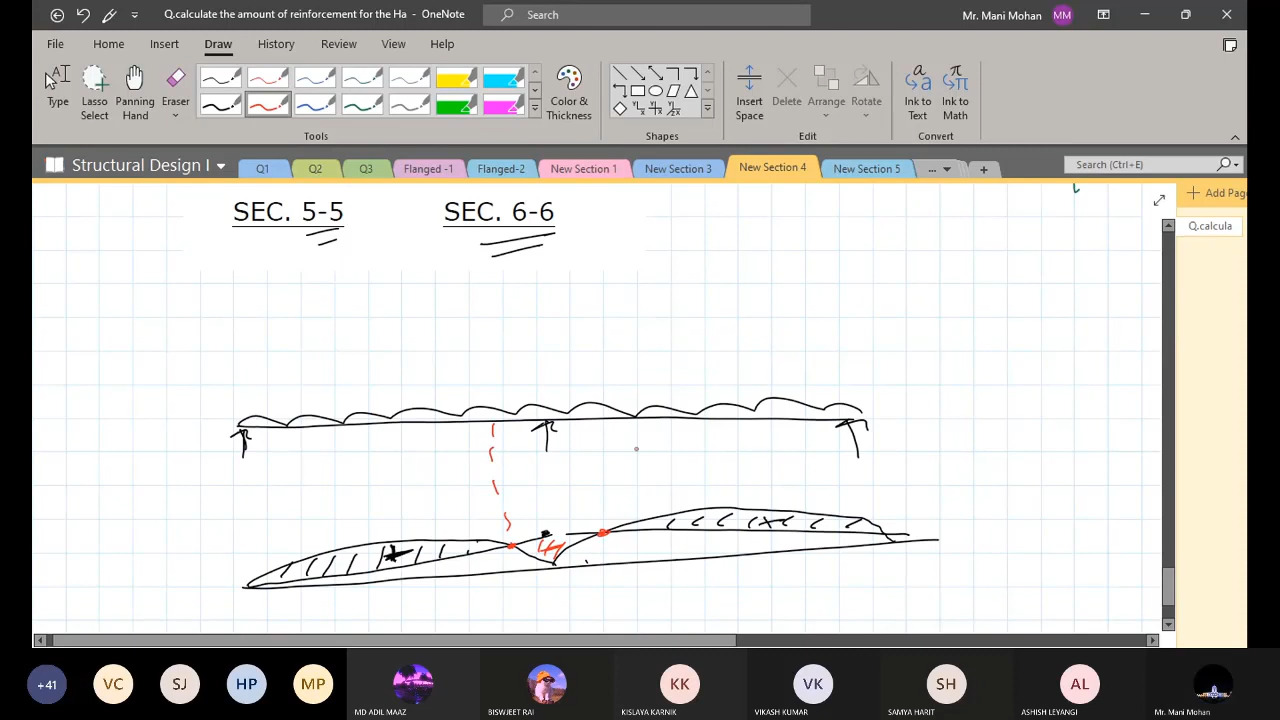 Q.calculate the amount of reinforcement for the Ha - OneNote
Search
Mr. Mani Mohan
MM
File
Home
Insert
Draw
History
Review
View
Help
Type
Lasso Select
Panning Hand
Eraser
Color & Thickness
Insert Space
Delete
Arrange
Rotate
Ink to Text
Ink to Math
Tools
Shapes
Edit
Convert
Structural Design I
Q1
Q2
Q3
Flanged -1
Flanged-2
New Section 1
New Section 3
New Section 4
New Section 5
...
Search (Ctrl+E)
Add Pag
Q.calcula
SEC. 5-5
SEC. 6-6
+41
VC
SJ
HP
MP
KK
VK
SH
AL
MD ADIL MAAZ
BISWJEET RAI
KISLAYA KARNIK
VIKASH KUMAR
SAMYA HARIT
ASHISH LEYANGI
Mr. Mani Mohan